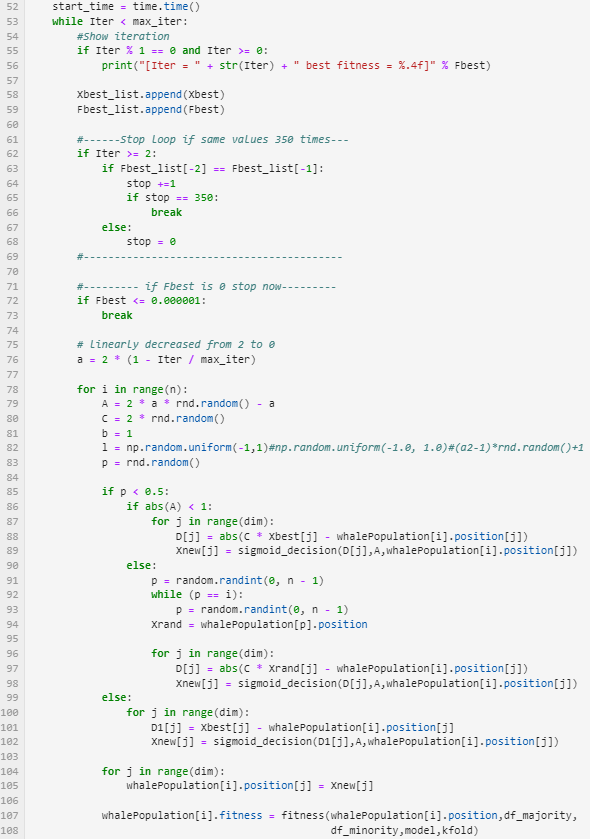 52 start_time = time.time()
53 while Iter < max_iter:
54 #Show iteration
55 if Iter % 1 == 0 and Iter >= 0:
56 print("[Iter = " + str(Iter) + " best fitness = %.4f]" % Fbest)
57
58 Xbest_list.append(Xbest)
59 Fbest_list.append(Fbest)
60
61 #------Stop loop if same values 350 times---
62 if Iter >= 2:
63 if Fbest_list[-2] == Fbest_list[-1]:
64 stop +=1
65 if stop == 350:
66 break
67 else:
68 stop = 0
69 #------------------------------------------
70
71 #--------- if Fbest is 0 stop now---------
72 if Fbest <= 0.000001:
73 break
74
75 # linearly decreased from 2 to 0
76 a = 2 * (1 - Iter / max_iter)
77
78 for i in range(n):
79 A = 2 * a * rnd.random() - a
80 C = 2 * rnd.random()
81 b = 1
82 l = np.random.uniform(-1,1)#np.random.uniform(-1.0, 1.0)#(a2-1)*rnd.random()+1
83 p = rnd.random()
84
85 if p < 0.5:
86 if abs(A) < 1:
87 for j in range(dim):
88 D[j] = abs(C * Xbest[j] - whalePopulation[i].position[j])
89 Xnew[j] = sigmoid_decision(D[j],A,whalePopulation[i].position[j])
90 else:
91 p = random.randint(0, n - 1)
92 while (p == i):
93 p = random.randint(0, n - 1)
94 Xrand = whalePopulation[p].position
95
96 for j in range(dim):
97 D[j] = abs(C * Xrand[j] - whalePopulation[i].position[j])
98 Xnew[j] = sigmoid_decision(D[j],A,whalePopulation[i].position[j])
99 else:
100 for j in range(dim):
101 D1[j] = Xbest[j] - whalePopulation[i].position[j]
102 Xnew[j] = sigmoid_decision(D1[j],A,whalePopulation[i].position[j])
103
104 for j in range(dim):
105 whalePopulation[i].position[j] = Xnew[j]
106
107 whalePopulation[i].fitness = fitness(whalePopulation[i].position,df_majority,
108 df_minority,model,kfold)